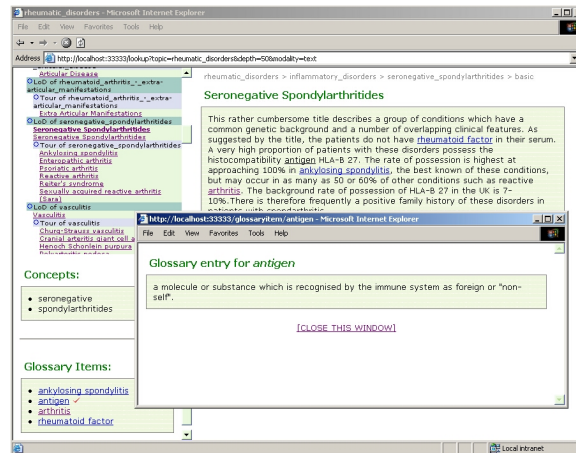 rheumatic_disorders - Microsoft Internet Explorer
File Edit View Favorites Tools Help
Address http://localhost:33333/lookup?topic=rheumatic_disorders&depth=50&modality=text
Articular Disease
LoD of rheumatoid_arthritis_-_extra-
articular_manifestations
Tour of rheumatoid_arthritis_-_extra-
articular_manifestations
Extra Articular Manifestations
LoD of seronegative_spondylarthritides
Seronegative Spondylarthritides
Seronegative Spondylarthritides
Tour of seronegative_spondylarthritides
Ankylosing spondylitis
Enteropathic arthritis
Psoriatic arthritis
Reactive arthritis
Reiter's syndrome
Sexually acquired reactive arthritis
(Sara)
LoD of vasculitis
Vasculitis
Tour of vasculitis
Churg-Strauss vasculitis
Cranial arteritis giant cell a
Henoch Schonlein purpura
Concepts:
seronegative
spondylarthritides
Glossary Items:
ankylosing spondylitis
antigen ✓
arthritis
rheumatoid factor
rheumatic_disorders > inflammatory_disorders > seronegative_spondylarthritides > basic
Seronegative Spondylarthritides
This rather cumbersome title describes a group of conditions which have a
common genetic background and a number of overlapping clinical features. As
suggested by the title, the patients do not have rheumatoid factor in their serum.
A very high proportion of patients with these disorders possess the
histocompatibility antigen HLA-B 27. The rate of possession is highest at
approaching 100% in ankylosing spondylitis, the best known of these conditions,
but may occur in as many as 50 or 60% of other conditions such as reactive
arthritis. The background rate of possession of HLA-B 27 in the UK is 7-
10%.There is therefore frequently a positive family history of these disorders in
http://localhost:33333/glossaryitem/antigen - Microsoft Internet Explorer
File Edit View Favorites Tools Help
Glossary entry for antigen
a molecule or substance which is recognised by the immune system as foreign or "non-
self".
[CLOSE THIS WINDOW]
Local intranet